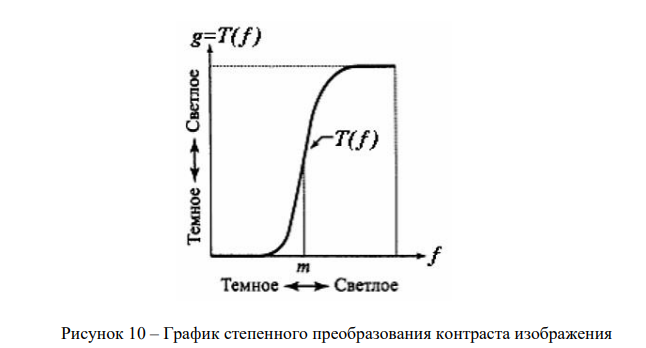 g=T(f)
Темное ↔ Светлое
T(f)
f
m
Темное ↔ Светлое
Рисунок 10 – График степенного преобразования контраста изображения